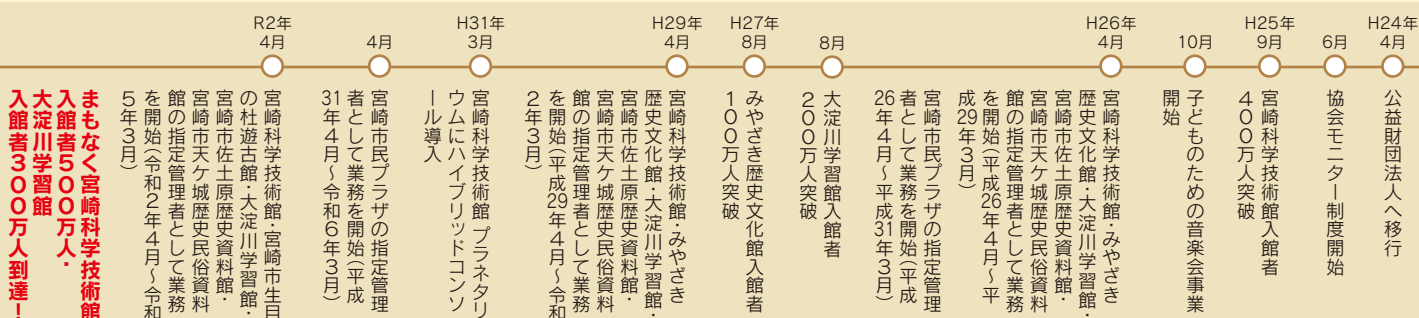 H24年
4月
公益財団法人へ移行
6月
協会モニター制度開始
H25年
9月
宮崎科学技術館入館者
４００万人突破
10月
子どものための音楽会事業
開始
H26年
4月
宮崎科学技術館・みやざき
歴史文化館・大淀川学習館・
宮崎市佐土原歴史資料館・
宮崎市天ケ城歴史民俗資料
館の指定管理者として業務
を開始（平成26年４月～平
成29年３月）
宮崎市民プラザの指定管理
者として業務を開始（平成
26年４月～平成31年３月）
8月
大淀川学習館入館者
２００万人突破
H27年
8月
みやざき歴史文化館入館者
１００万人突破
H29年
4月
宮崎科学技術館・みやざき
歴史文化館・大淀川学習館・
宮崎市佐土原歴史資料館・
宮崎市天ケ城歴史民俗資料
館の指定管理者として業務
を開始（平成29年４月～令和
２年３月）
H31年
3月
宮崎科学技術館 プラネタリ
ウムにハイブリッドコンソ
ール導入
4月
宮崎市民プラザの指定管理
者として業務を開始（平成
31年４月～令和６年３月）
R2年
4月
宮崎科学技術館・宮崎市生目
の杜遊古館・大淀川学習館・
宮崎市佐土原歴史資料館・
宮崎市天ケ城歴史民俗資料
館の指定管理者として業務
を開始（令和２年４月～令和
５年３月）
まもなく宮崎科学技術館
入館者５００万人・
大淀川学習館
入館者３００万人到達！